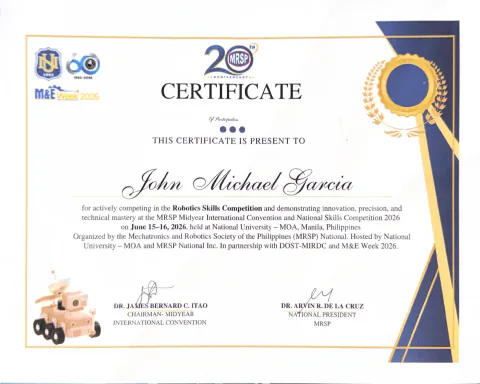 20TH
MRSP
ANNIVERSARY
NU
M&E Week 2026
CERTIFICATE
Of Participation
THIS CERTIFICATE IS PRESENT TO
John Michael Garcia
for actively competing in the Robotics Skills Competition and demonstrating innovation, precision, and
technical mastery at the MRSP Midyear International Convention and National Skills Competition 2026
on June 15–16, 2026, held at National University – MOA, Manila, Philippines
Organized by the Mechatronics and Robotics Society of the Philippines (MRSP) National. Hosted by National
University – MOA and MRSP National Inc. In partnership with DOST-MIRDC and M&E Week 2026.
DR. JAMES BERNARD C. ITAO
CHAIRMAN- MIDYEAR
INTERNATIONAL CONVENTION
DR. ARVIN R. DE LA CRUZ
NATIONAL PRESIDENT
MRSP